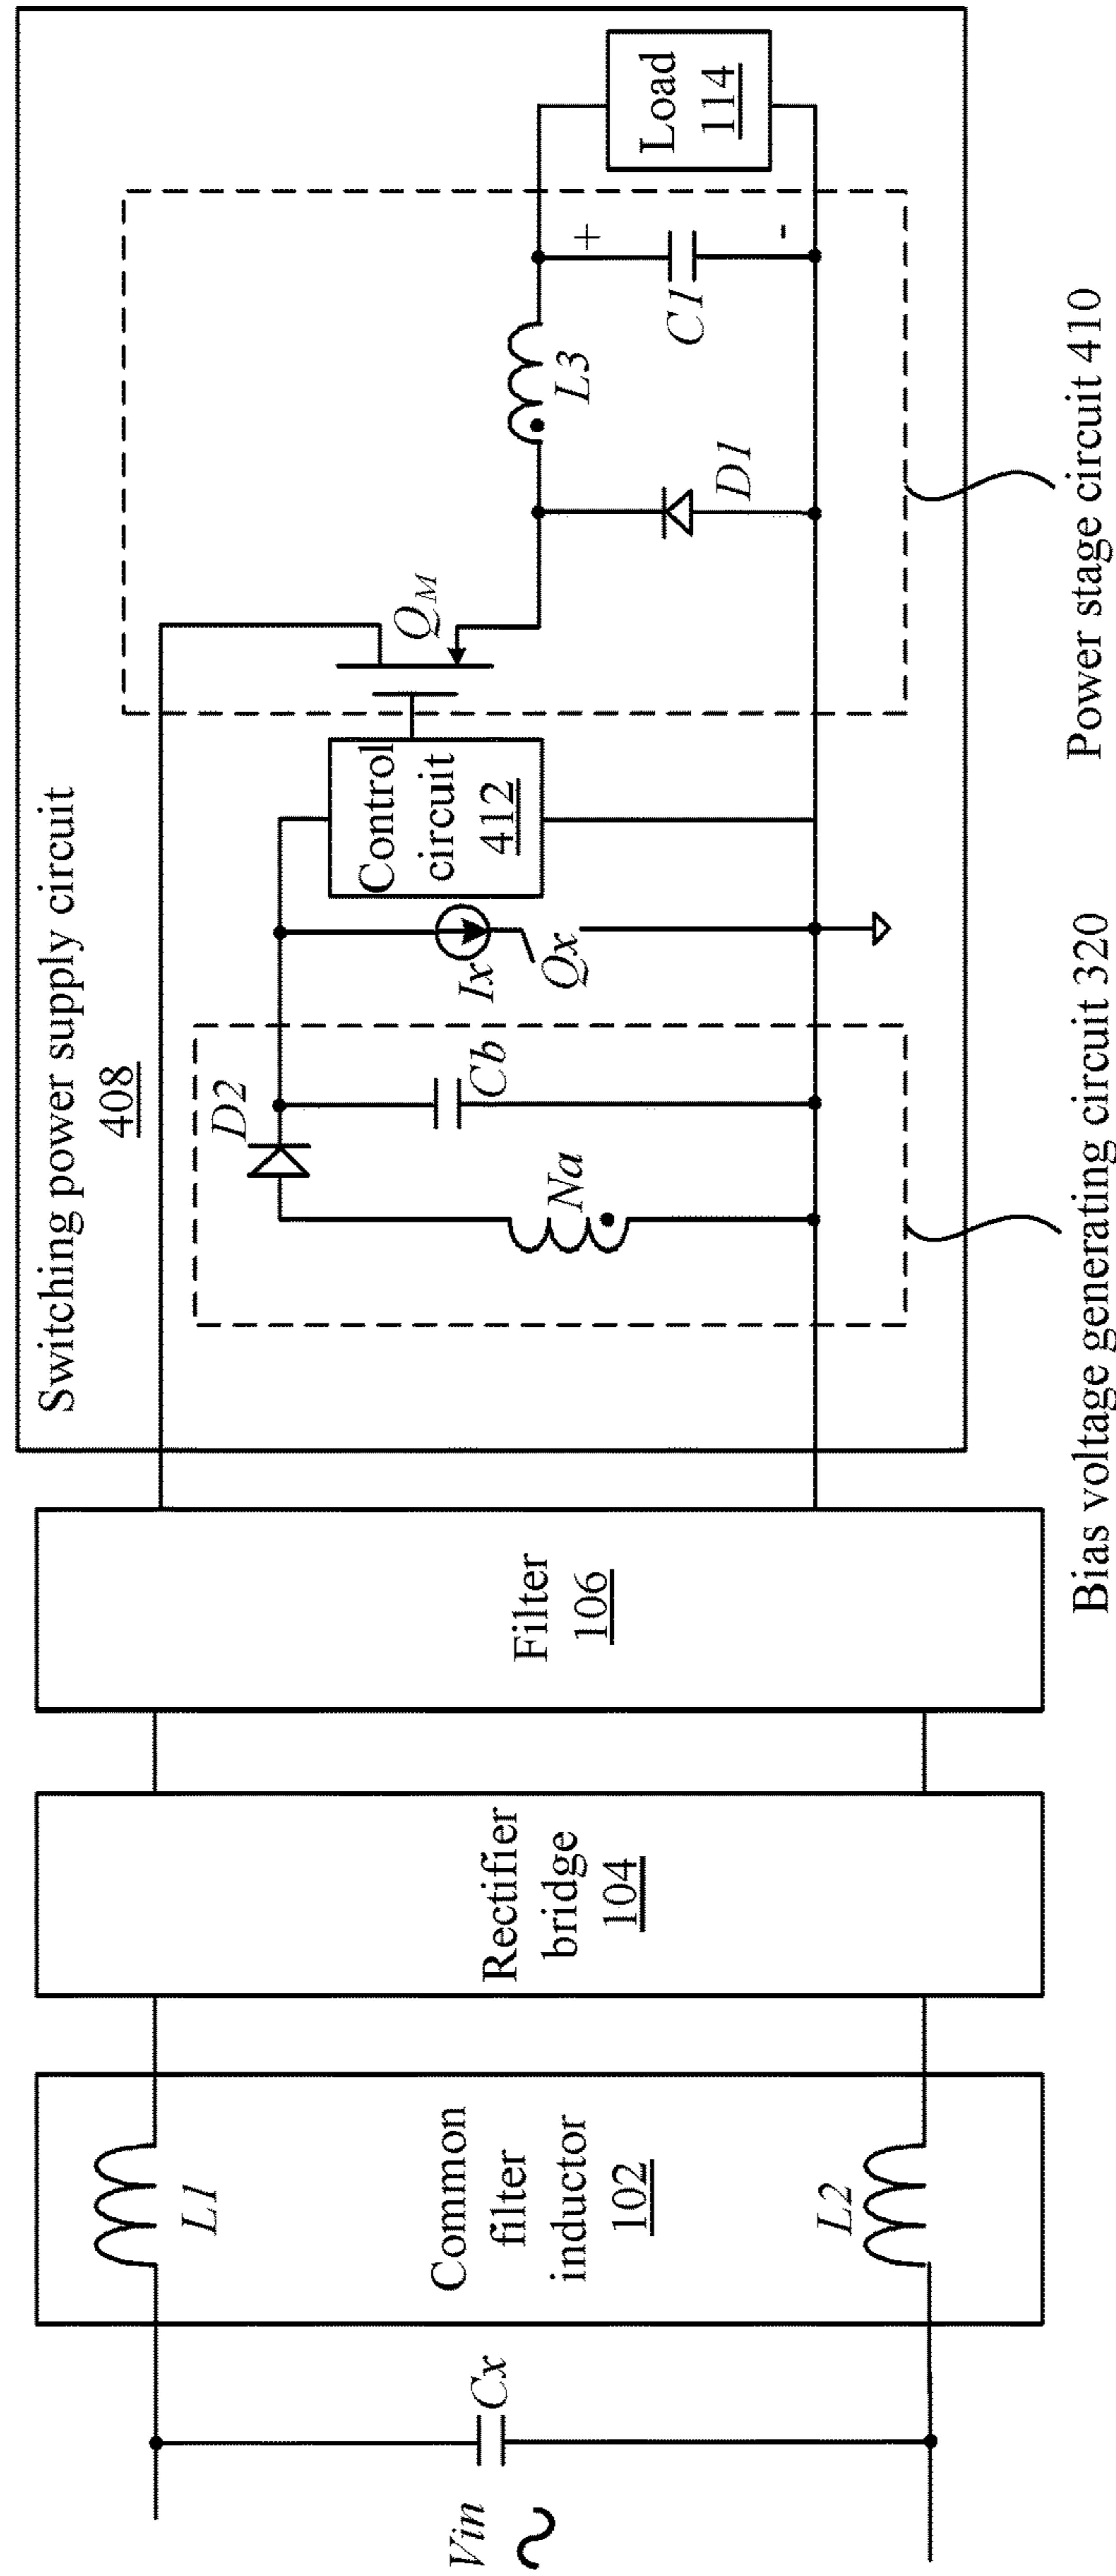 Switching power supply circuit
408
Vin
~
Cx
L1
L2
Common
filter
inductor
102
Rectifier
bridge
104
Filter
106
D2
Na
Cb
Ix
Qx
Control
circuit
412
QM
D1
L3
C1
+
-
Load
114
Bias voltage generating circuit 320
Power stage circuit 410